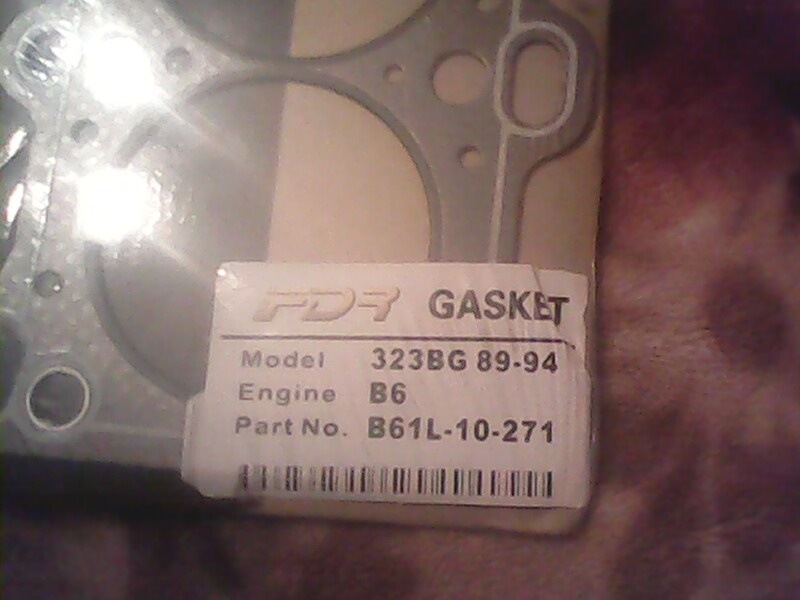 FDR GASKET
Model 323BG 89-94
Engine B6
Part No. B61L-10-271